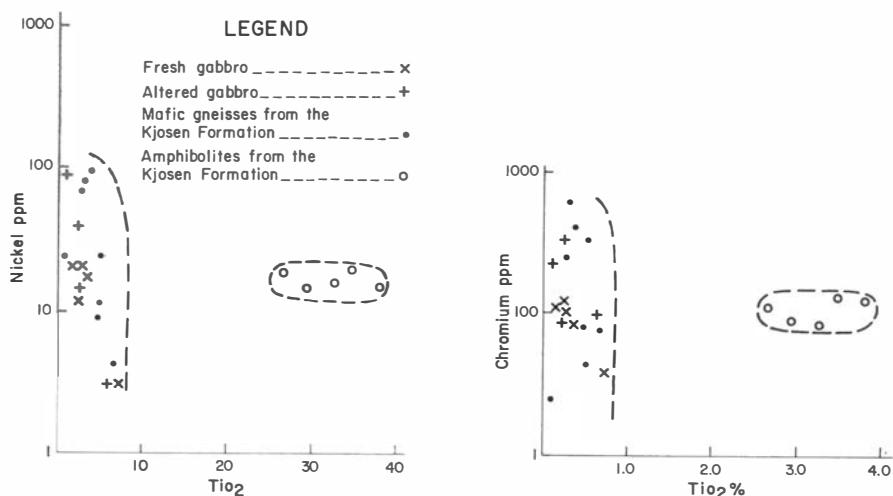 LEGEND
Fresh gabbro ×
Altered gabbro +
Mafic gneisses from the
Kjosen Formation •
Amphibolites from the
Kjosen Formation o
1000
100
10
1
Nickel ppm
10
20
30
40
Tio2
1000
100
10
1
Chromium ppm
1.0
2.0
3.0
4.0
Tio2 %